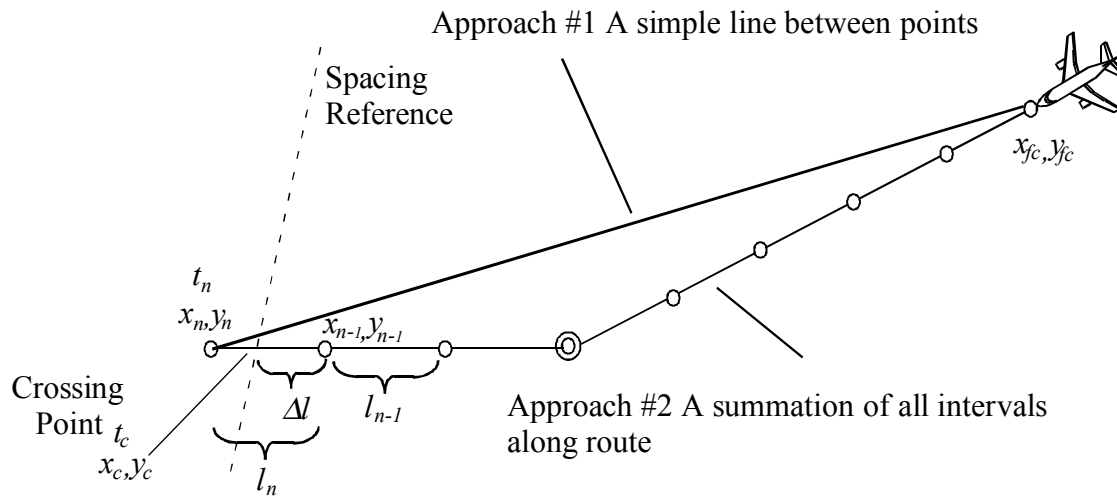 Approach #1 A simple line between points
Spacing
Reference
x_fc,y_fc
t_n
x_n,y_n
x_n-1,y_n-1
Crossing
Point
t_c
x_c,y_c
Δl
l_n-1
l_n
Approach #2 A summation of all intervals
along route